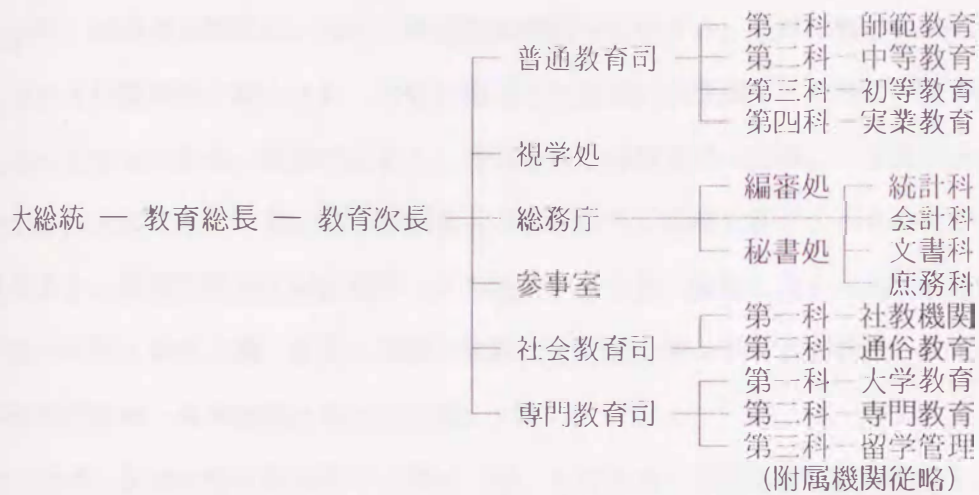 普通教育司
第一科 師範教育
第二科 中等教育
第三科 初等教育
第四科 実業教育
視学処
大総統 — 教育総長 — 教育次長
総務庁
編審処
秘書処
統計科
会計科
文書科
庶務科
参事室
社会教育司
第一科 社教機関
第二科 通俗教育
専門教育司
第一科 大学教育
第二科 専門教育
第三科 留学管理
(附属機関従略)